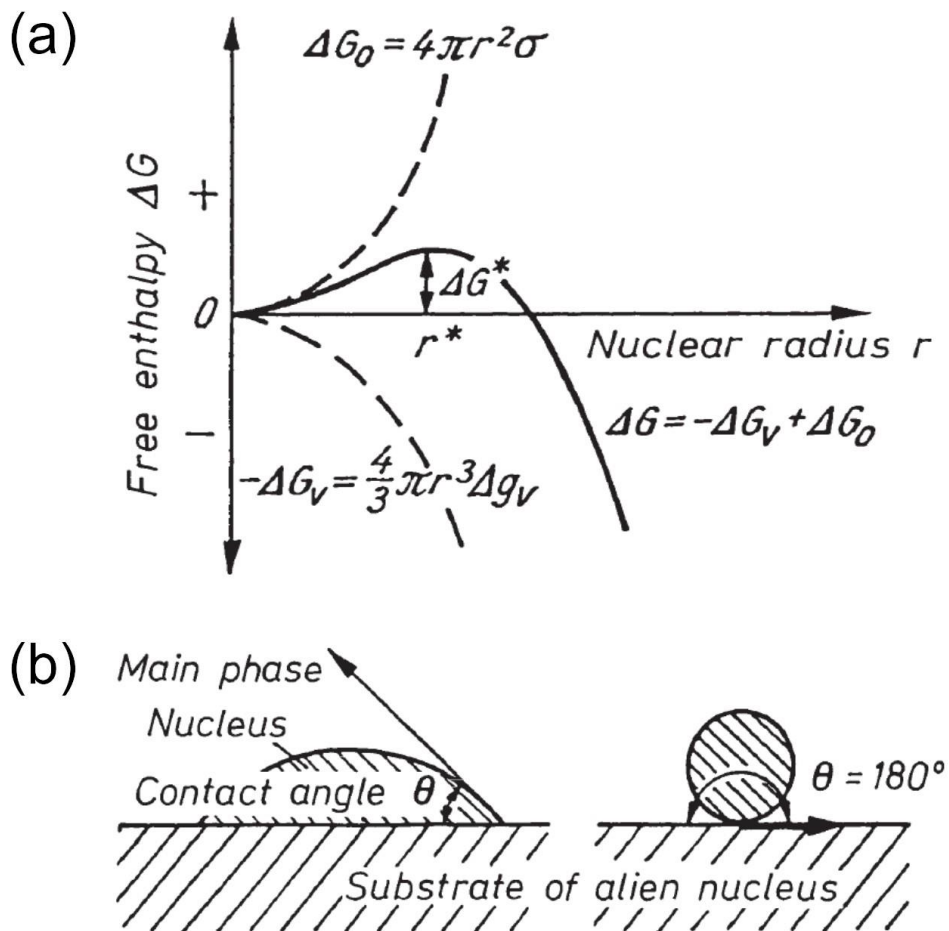 (a)
ΔG₀ = 4πr²σ
Free enthalpy ΔG
+
0
−
ΔG*
r*
Nuclear radius r
ΔG = -ΔGᵥ + ΔG₀
-ΔGᵥ = 4/3 πr³Δgᵥ
(b)
Main phase
Nucleus
Contact angle θ
θ = 180°
Substrate of alien nucleus